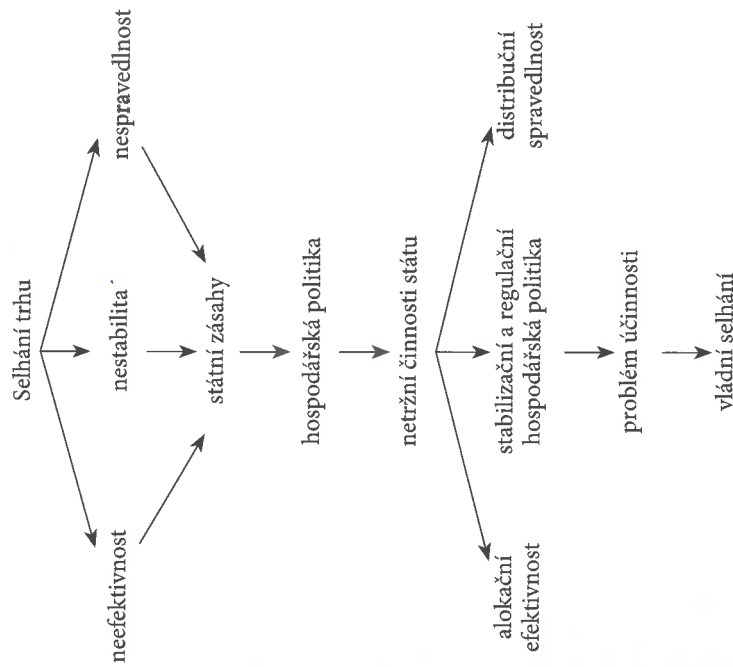 Selhání trhu
neefektivnost
nestabilita
nespravedlnost
státní zásahy
hospodářská politika
netržní činnosti státu
alokační
efektivnost
stabilizační a regulační
hospodářská politika
distribuční
spravedlnost
problém účinnosti
vládní selhání